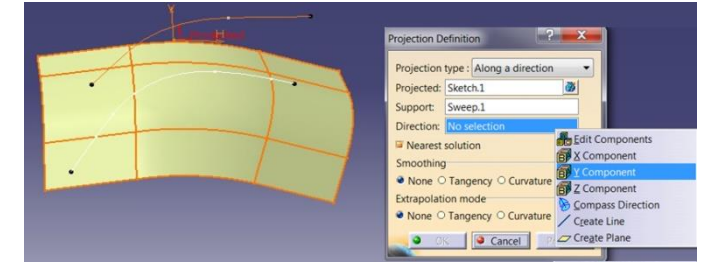 Y
H
Projection Definition
?
X
Projection type : Along a direction
Projected: Sketch.1
Support: Sweep.1
Direction: No selection
Nearest solution
Smoothing
None Tangency Curvature
Extrapolation mode
None Tangency Curvature
OK Cancel P
Edit Components
X Component
Y Component
Z Component
Compass Direction
Create Line
Create Plane